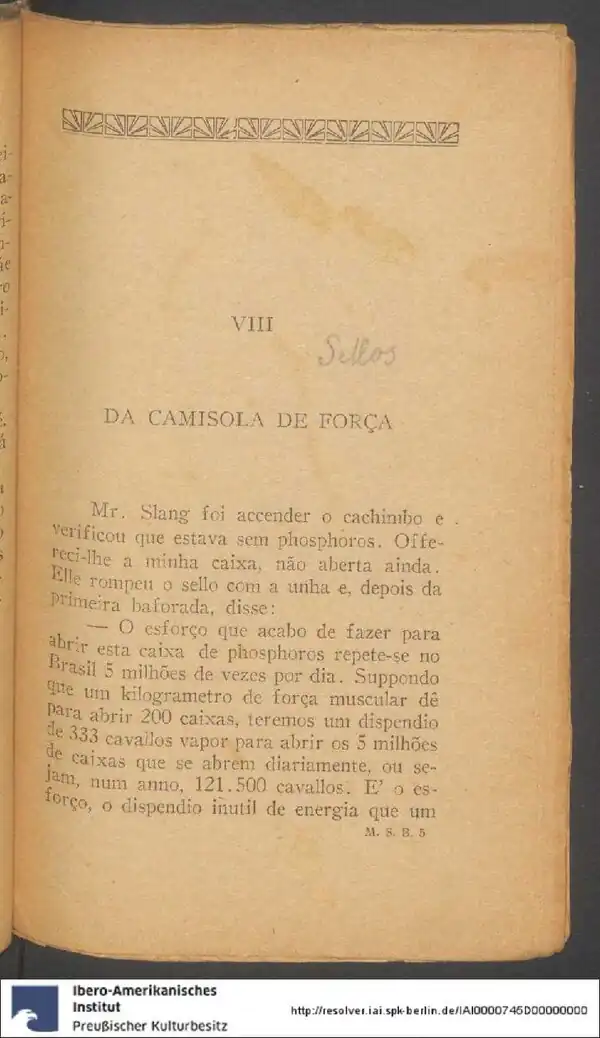 VIII
Sellos
DA CAMISOLA DE FORÇA
Mr. Slang foi accender o cachimbo e
verificou que estava sem phosphoros. Offe-
reci-lhe a minha caixa, não aberta ainda.
Elle rompeu o sello com a unha e, depois da
primeira baforada, disse:
— O esforço que acabo de fazer para
abrir esta caixa de phosphoros repete-se no
Brasil 5 milhões de vezes por dia. Suppondo
que um kilogrametro de força muscular dê
para abrir 200 caixas, teremos um dispendio
de 333 cavallos vapor para abrir os 5 milhões
de caixas que se abrem diariamente, ou se-
jam, num anno, 121.500 cavallos. E' o es-
forço, o dispendio inutil de energia que um
M. S. B. 5
Ibero-Amerikanisches
Institut
Preußischer Kulturbesitz
http://resolver.iai.spk-berlin.de/IAI0000745D00000000